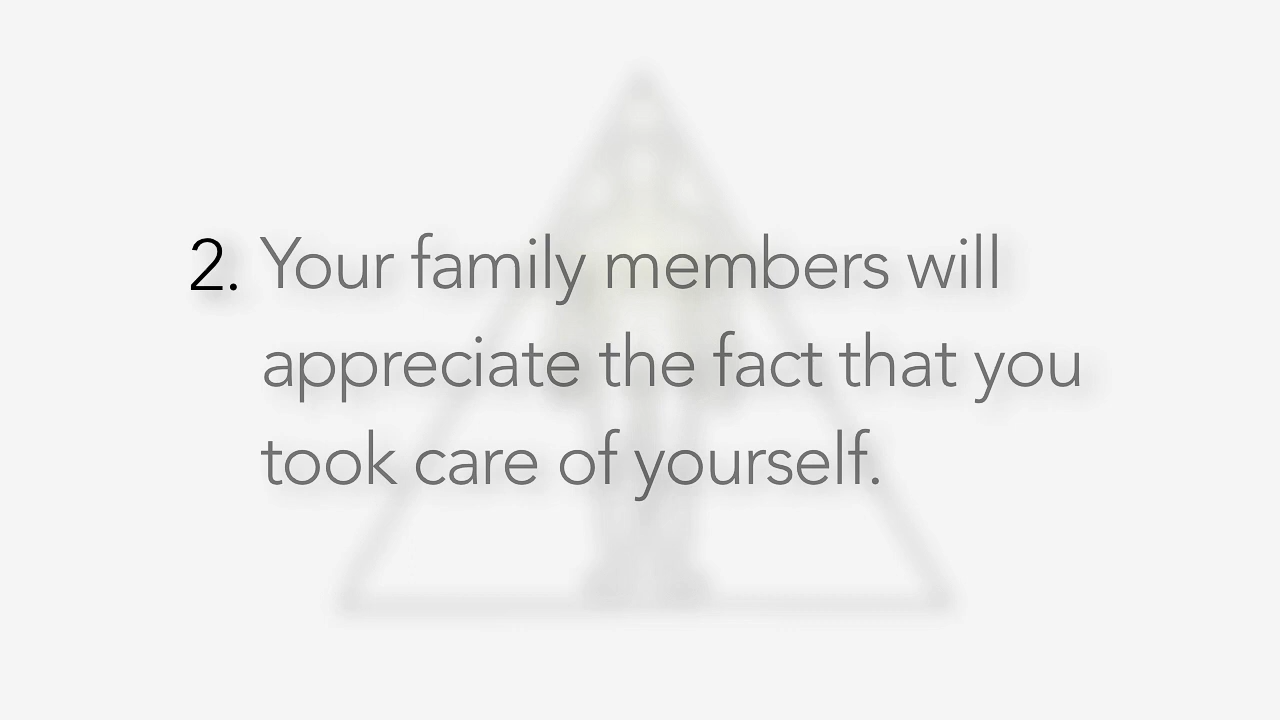 2. Your family members will
appreciate the fact that you
took care of yourself.